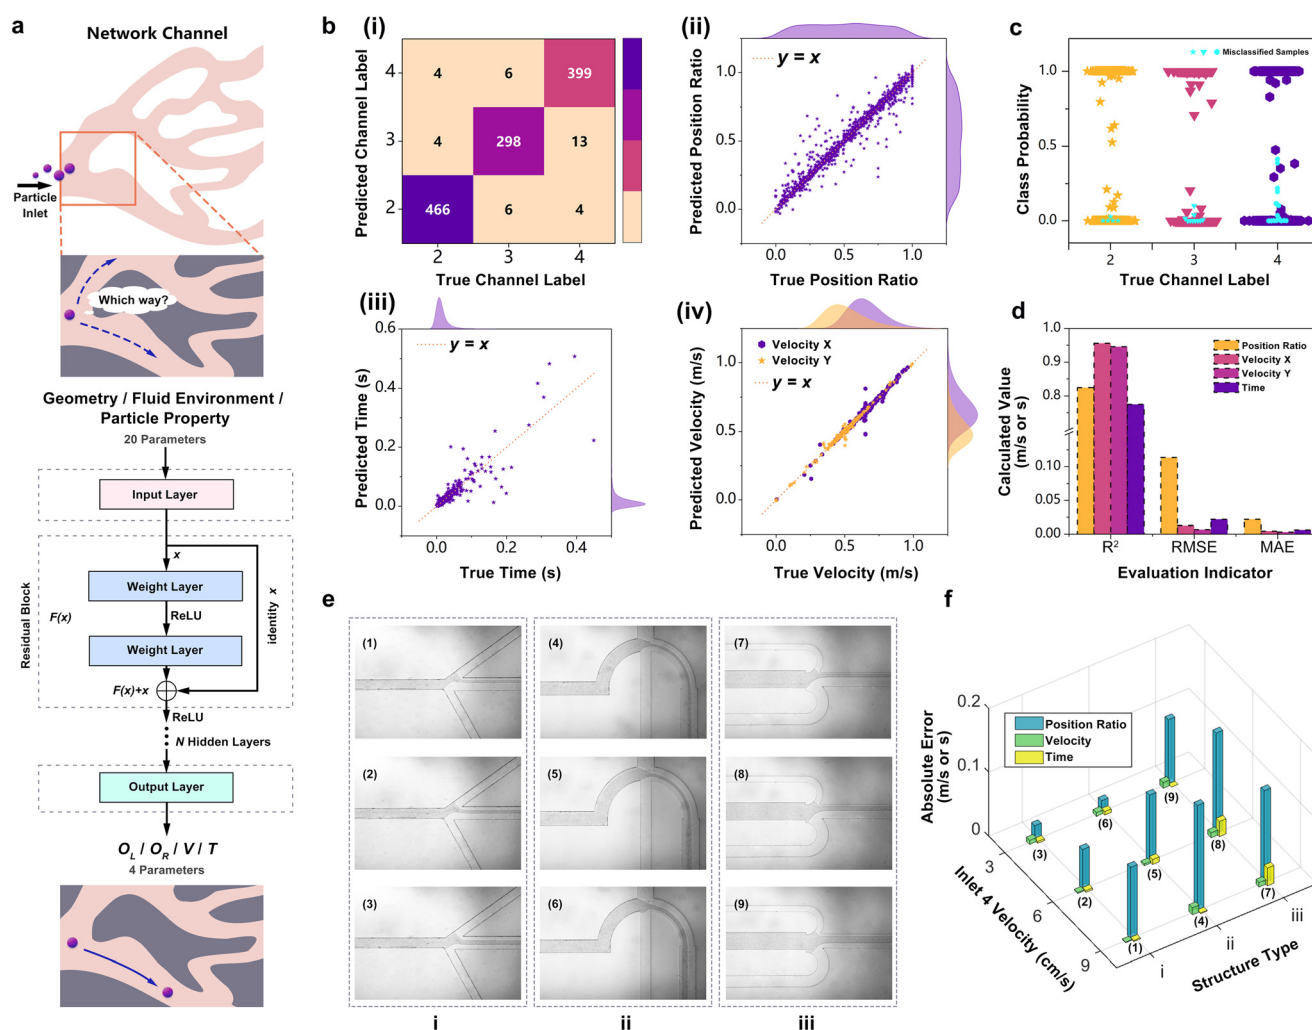 a
Network Channel
Particle
Inlet
Which way?
Geometry / Fluid Environment /
Particle Property
20 Parameters
Input Layer
x
Weight Layer
ReLU
Weight Layer
F(x)
F(x)+x
identity x
Residual Block
ReLU
N Hidden Layers
Output Layer
O_L / O_R / V / T
4 Parameters
b
(i)
Predicted Channel Label
4
3
2
4 6 399
4 298 13
466 6 4
2 3 4
True Channel Label
(ii)
y = x
Predicted Position Ratio
1.0
0.5
0.0
0.0 0.5 1.0
True Position Ratio
(iii)
y = x
Predicted Time (s)
0.6
0.4
0.2
0.0
0.0 0.2 0.4
True Time (s)
(iv)
Velocity X
Velocity Y
y = x
Predicted Velocity (m/s)
1.0
0.5
0.0
0.0 0.5 1.0
True Velocity (m/s)
c
Misclassified Samples
Class Probability
1.0
0.5
0.0
2 3 4
True Channel Label
d
Position Ratio
Velocity X
Velocity Y
Time
Calculated Value
(m/s or s)
1.0
0.9
0.8
0.10
0.05
0.00
R²
RMSE
MAE
Evaluation Indicator
e
(1)
(2)
(3)
(4)
(5)
(6)
(7)
(8)
(9)
i
ii
iii
f
Position Ratio
Velocity
Time
Absolute Error
(m/s or s)
0.2
0.1
0
3
6
9
Inlet 4 Velocity (cm/s)
(9)
(6)
(3)
(8)
(5)
(2)
(7)
(4)
(1)
i
ii
iii
Structure Type